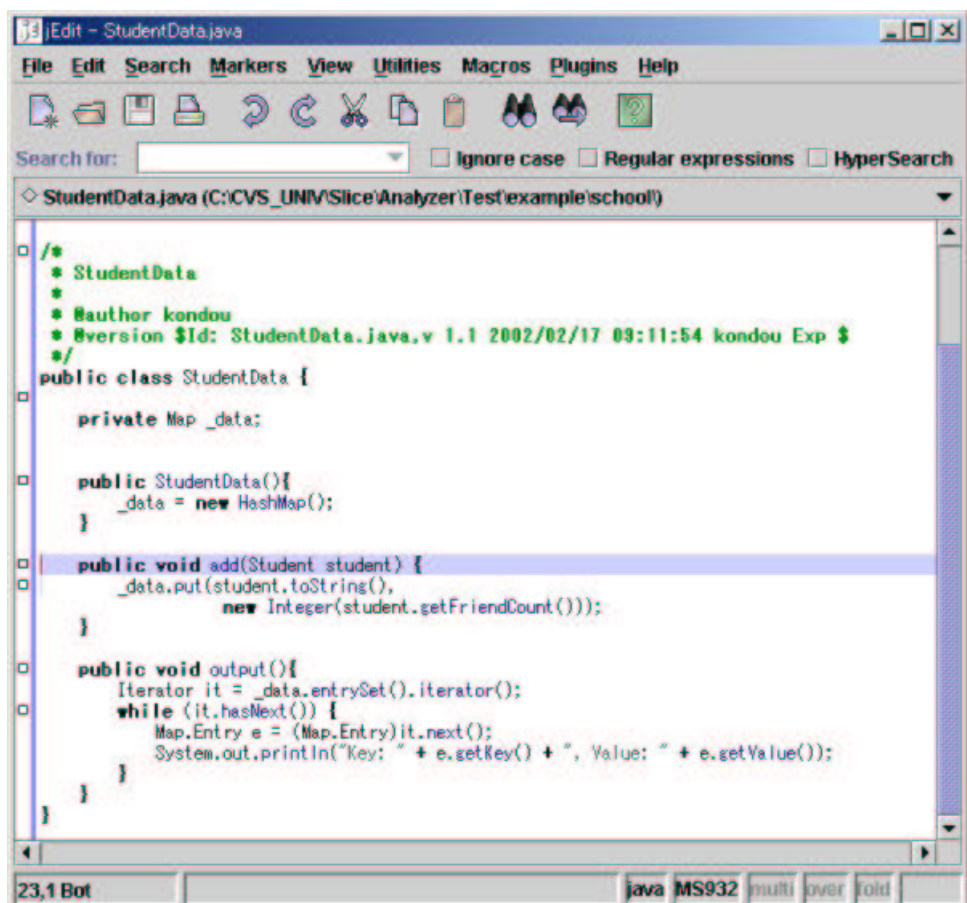 jEdit - StudentData.java
File Edit Search Markers View Utilities Macros Plugins Help
Search for: Ignore case Regular expressions HyperSearch
StudentData.java (C:\CVS_UNIV\Slice\Analyzer\Test\example\school\)
/*
 * StudentData
 *
 * @author kondou
 * @version $Id: StudentData.java,v 1.1 2002/02/17 09:11:54 kondou Exp $
 */
public class StudentData {
private Map _data;
public StudentData(){
_data = new HashMap();
}
public void add(Student student) {
_data.put(student.toString(),
new Integer(student.getFriendCount()));
}
public void output(){
Iterator it = _data.entrySet().iterator();
while (it.hasNext()) {
Map.Entry e = (Map.Entry)it.next();
System.out.println("Key: " + e.getKey() + ", Value: " + e.getValue());
}
}
}
23,1 Bot java MS932 multi over fold